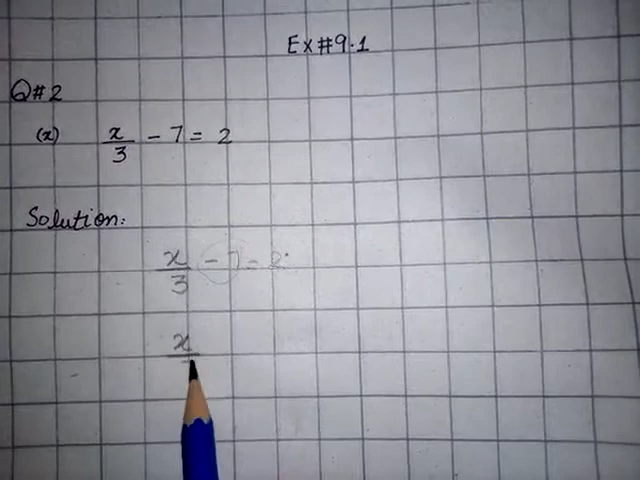 Ex#9.1
Q#2
(x) x/3 - 7 = 2
Solution:
x/3 - 7 = 2
x